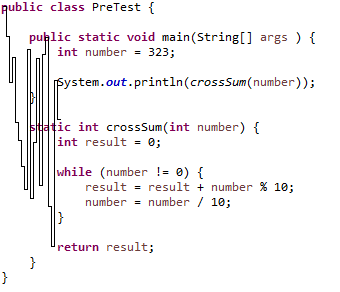 public class PreTest {
public static void main(String[] args ) {
int number = 323;
System.out.println(crossSum(number));
}
static int crossSum(int number) {
int result = 0;
while (number != 0) {
result = result + number % 10;
number = number / 10;
}
return result;
}
}